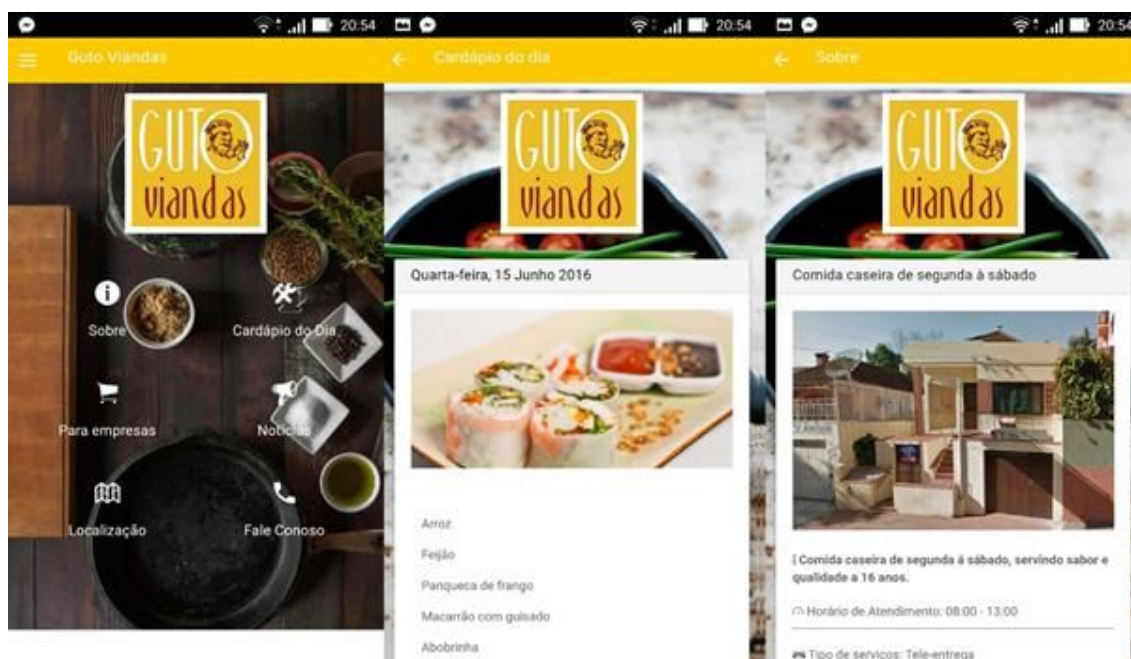 20:54
Goto Viandas
GUTO
viandas
Sobre
Cardápio do Dia
Para empresas
Notícias
Localização
Fale Conoso
20:54
Cardápio do dia
GUTO
viandas
Quarta-feira, 15 Junho 2016
Arroz
Feijão
Panqueca de frango
Macarrão com guisado
Abobrinha
20:54
Sobre
GUTO
viandas
Comida caseira de segunda à sábado
Comida caseira de segunda á sábado, servindo sabor e
qualidade a 16 anos.
Horário de Atendimento: 08:00 - 13:00
Tipo de serviços: Tele-entrega